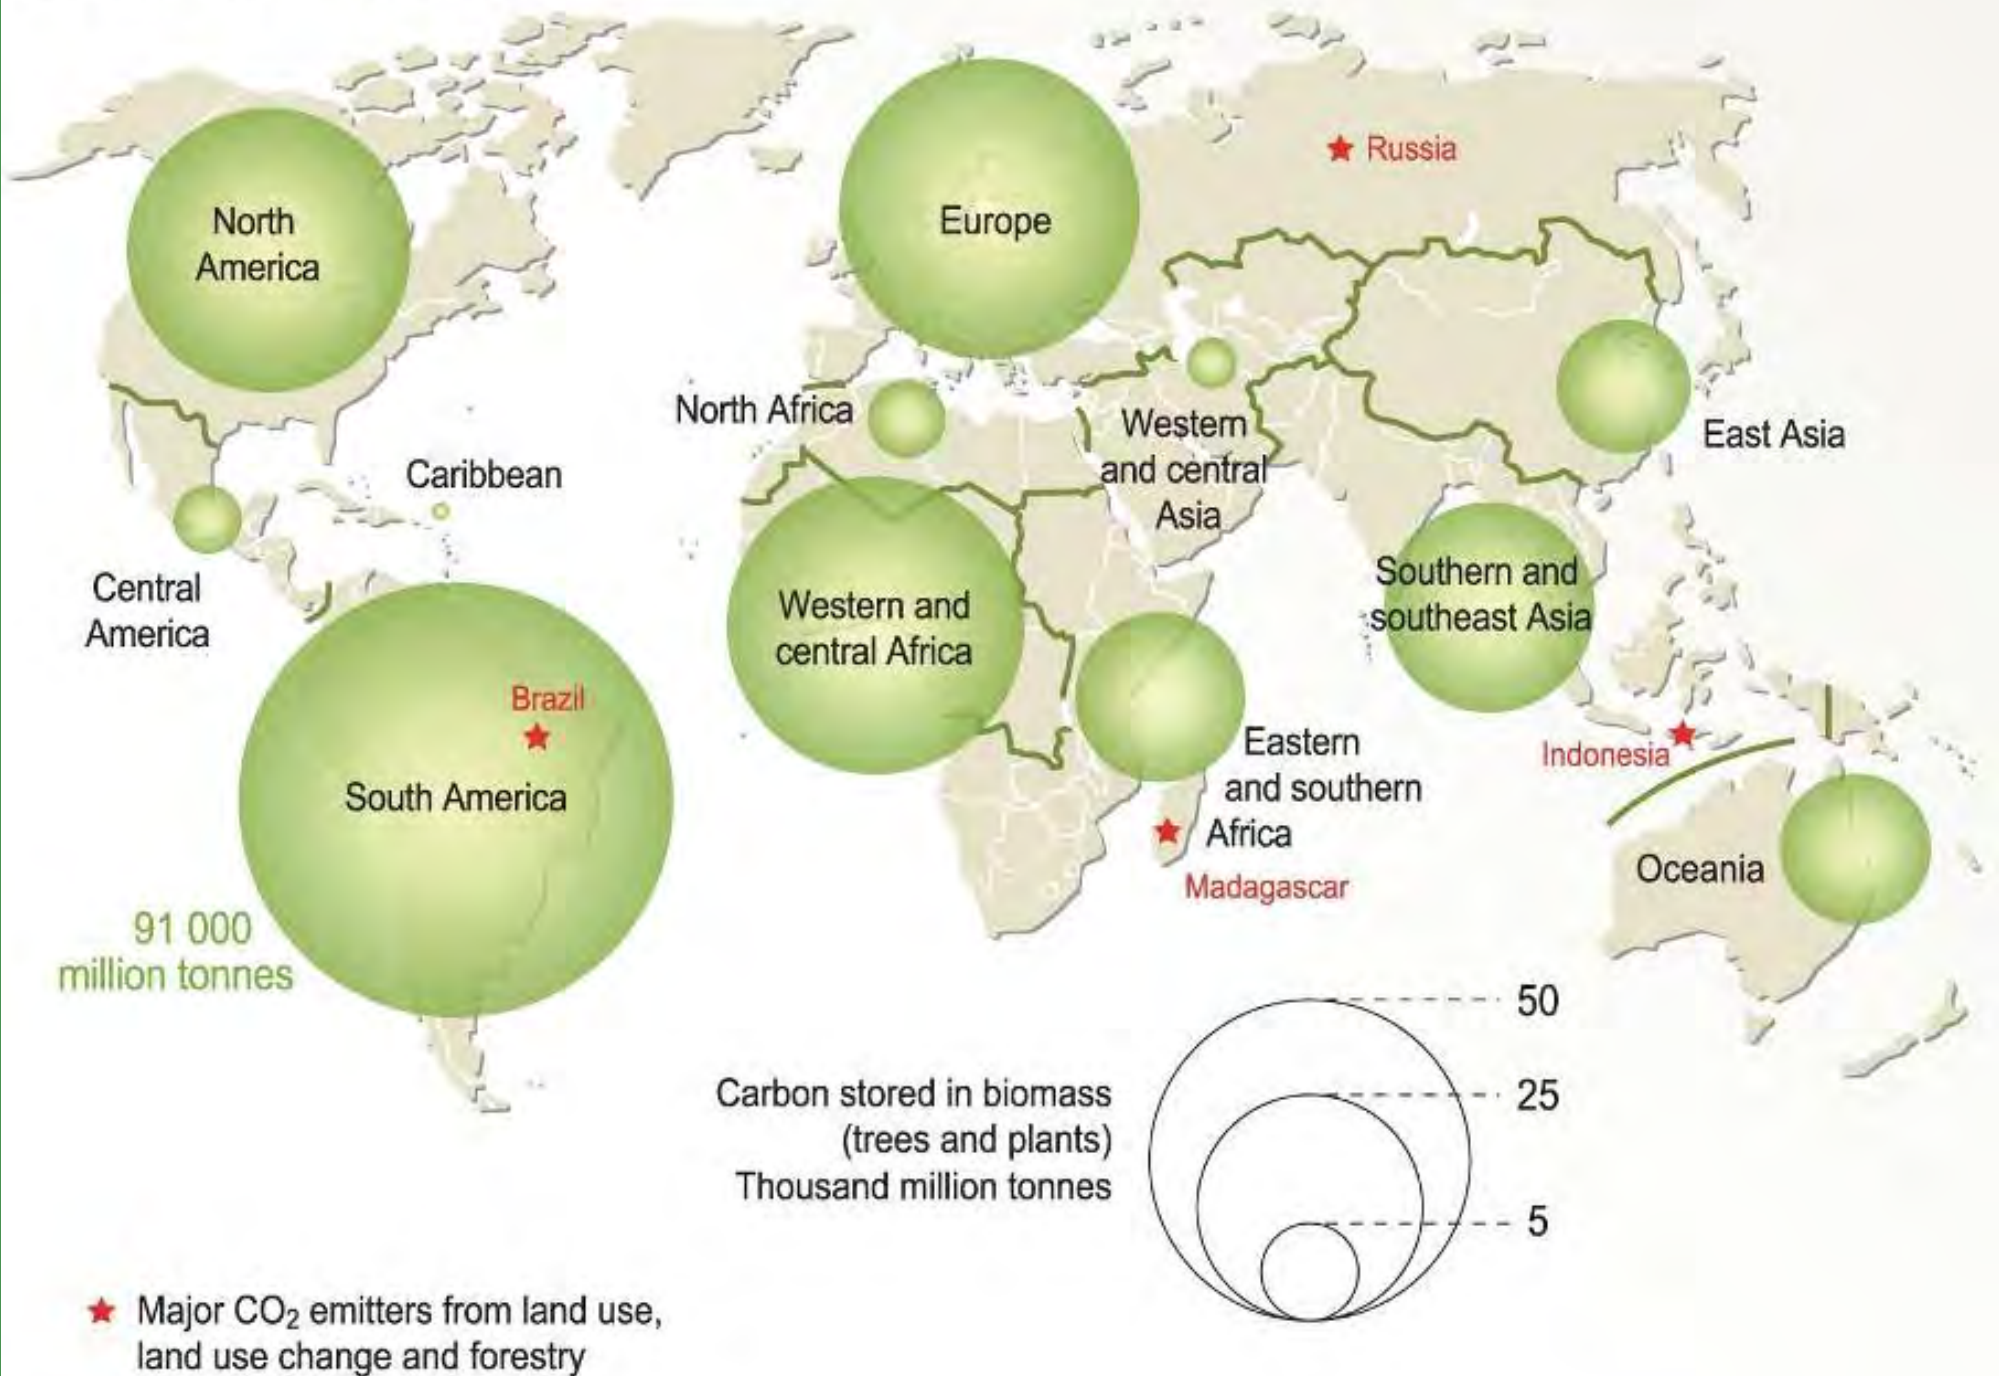 Russia
North
America
Europe
North Africa
Western
and central
Asia
East Asia
Caribbean
Central
America
Western and
central Africa
Southern and
southeast Asia
Brazil
South America
Eastern
and southern
Africa
Madagascar
Indonesia
Oceania
91 000
million tonnes
50
25
5
Carbon stored in biomass
(trees and plants)
Thousand million tonnes
Major CO₂ emitters from land use,
land use change and forestry